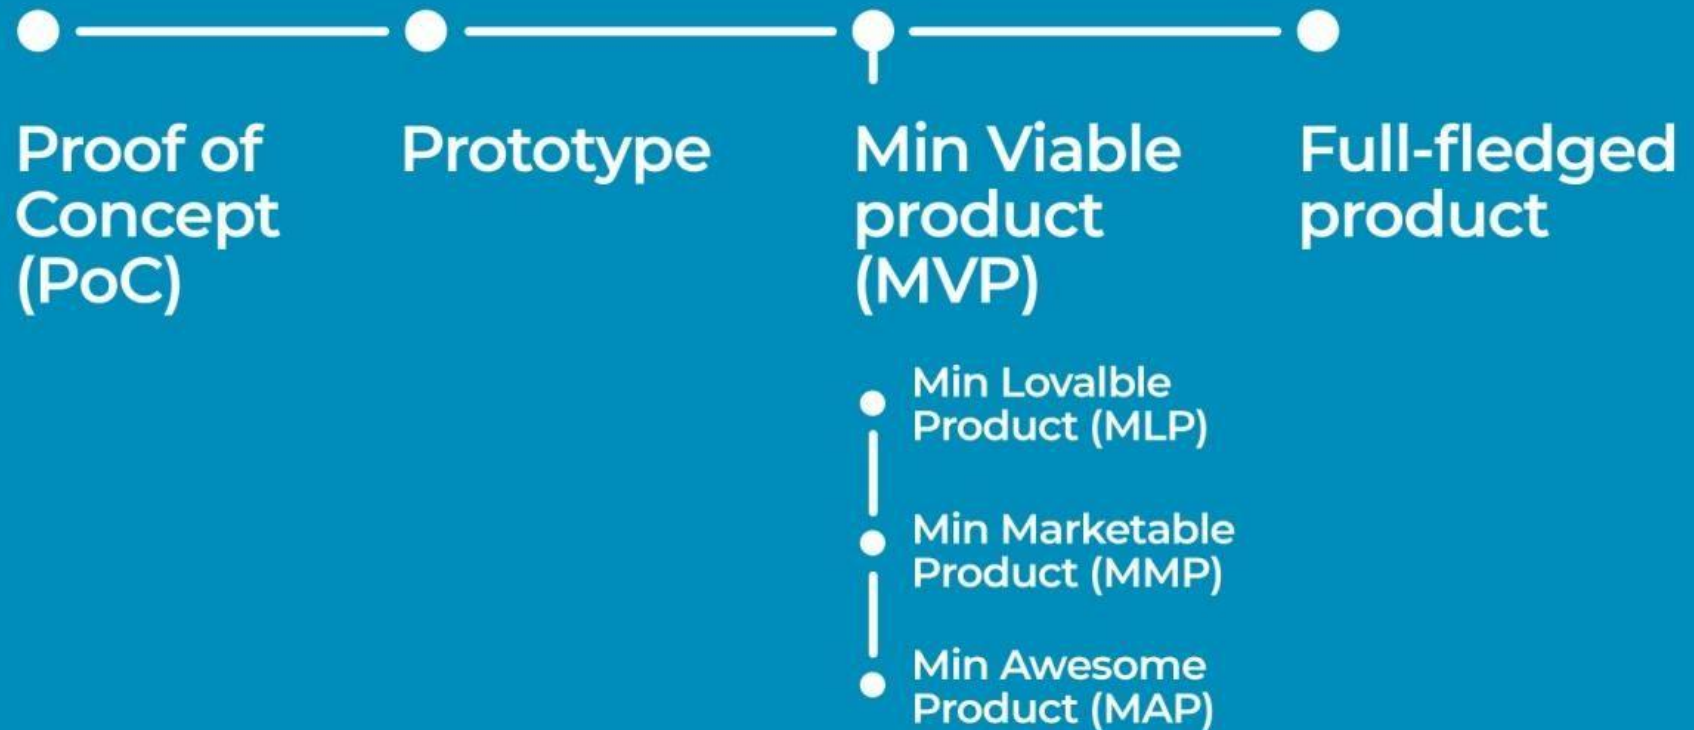 Proof of
Concept
(PoC)
Prototype
Min Viable
product
(MVP)
Min Lovalble
Product (MLP)
Min Marketable
Product (MMP)
Min Awesome
Product (MAP)
Full-fledged
product